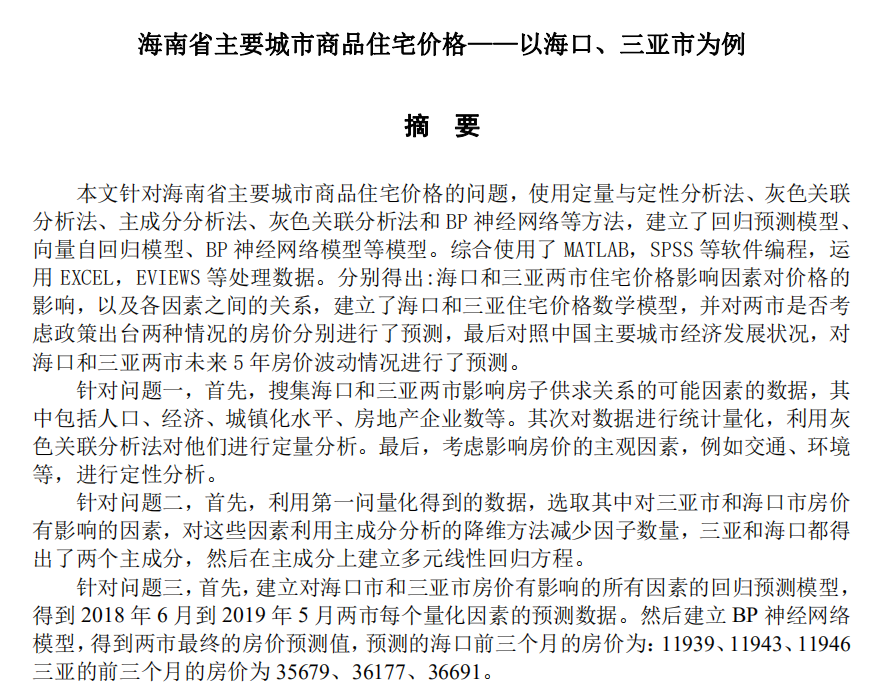 海南省主要城市商品住宅价格——以海口、三亚市为例
摘 要
本文针对海南省主要城市商品住宅价格的问题，使用定量与定性分析法、灰色关联
分析法、主成分分析法、灰色关联分析法和 BP 神经网络等方法，建立了回归预测模型、
向量自回归模型、BP 神经网络模型等模型。综合使用了 MATLAB，SPSS 等软件编程，运
用 EXCEL，EVIEWS 等处理数据。分别得出:海口和三亚两市住宅价格影响因素对价格的
影响，以及各因素之间的关系，建立了海口和三亚住宅价格数学模型，并对两市是否考
虑政策出台两种情况的房价分别进行了预测，最后对照中国主要城市经济发展状况，对
海口和三亚两市未来 5 年房价波动情况进行了预测。
针对问题一，首先，搜集海口和三亚两市影响房子供求关系的可能因素的数据，其
中包括人口、经济、城镇化水平、房地产企业数等。其次对数据进行统计量化，利用灰
色关联分析法对他们进行定量分析。最后，考虑影响房价的主观因素，例如交通、环境
等，进行定性分析。
针对问题二，首先，利用第一问量化得到的数据，选取其中对三亚市和海口市房价
有影响的因素，对这些因素利用主成分分析的降维方法减少因子数量，三亚和海口都得
出了两个主成分，然后在主成分上建立多元线性回归方程。
针对问题三，首先，建立对海口市和三亚市房价有影响的所有因素的回归预测模型，
得到 2018 年 6 月到 2019 年 5 月两市每个量化因素的预测数据。然后建立 BP 神经网络
模型，得到两市最终的房价预测值，预测的海口前三个月的房价为：11939、11943、11946
三亚的前三个月的房价为 35679、36177、36691。